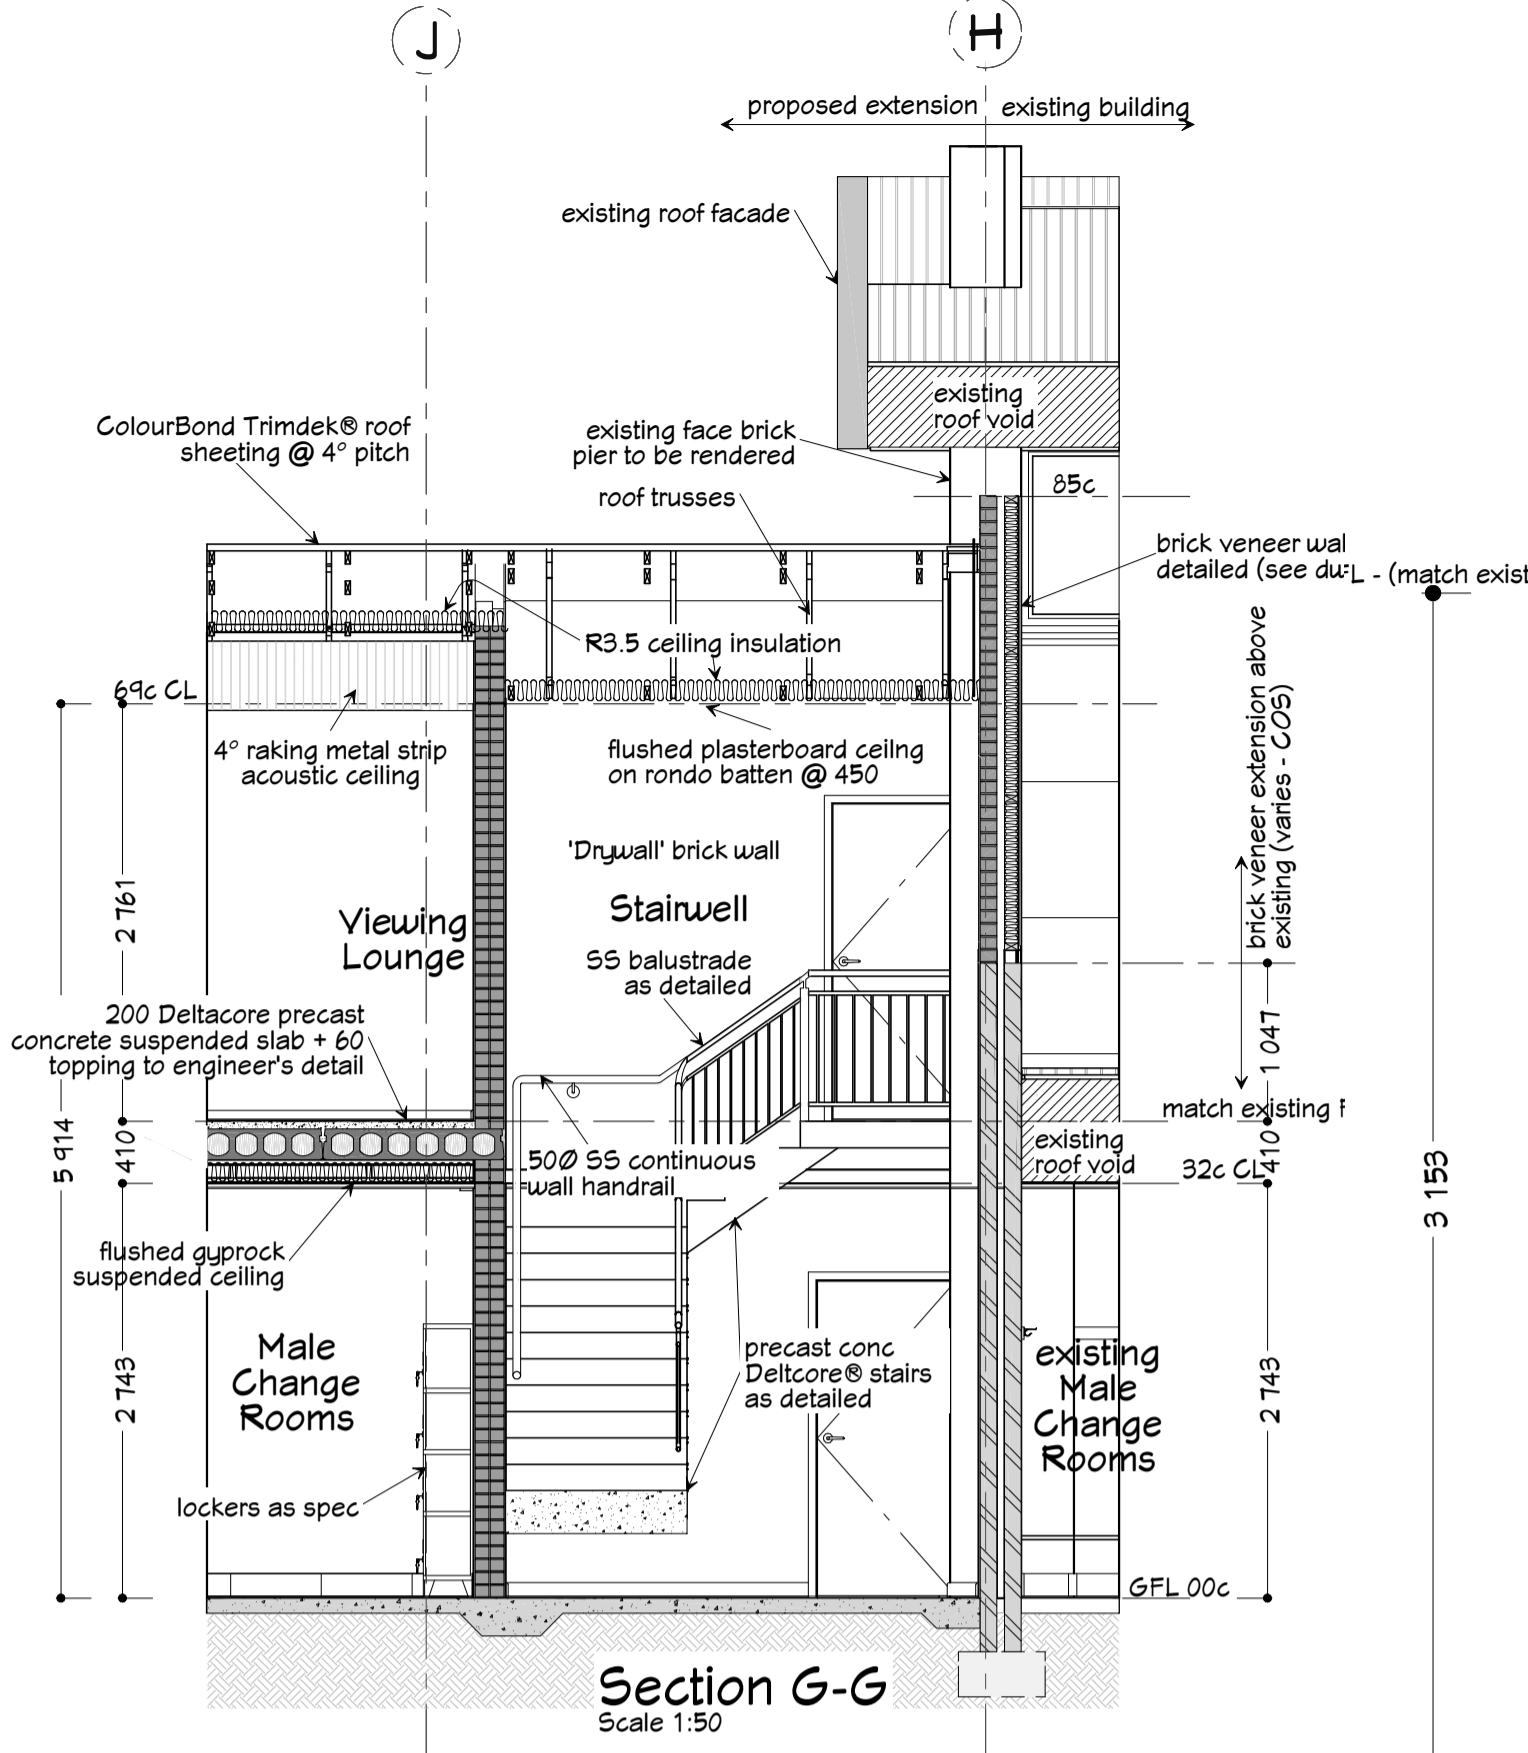 J
H
proposed extension
existing building
existing roof facade
existing
roof void
ColourBond Trimdek® roof
sheeting @ 4° pitch
existing face brick
pier to be rendered
roof trusses
85c
brick veneer wal
detailed (see du
L - (match exist
R3.5 ceiling insulation
69c CL
4° raking metal strip
acoustic ceiling
flushed plasterboard ceilng
on rondo batten @ 450
brick veneer extension above
existing (varies - COS)
'Drywall' brick wall
2 761
Viewing
Lounge
Stairwell
SS balustrade
as detailed
200 Deltacore precast
concrete suspended slab + 60
topping to engineer's detail
1 047
match existing F
5 914
410
50Ø SS continuous
wall handrail
existing
roof void
32c CL
410
3 153
flushed gyprock
suspended ceiling
Male
Change
Rooms
2 743
precast conc
Deltcore® stairs
as detailed
existing
Male
Change
Rooms
2 743
lockers as spec
GFL 00c
Section G-G
Scale 1:50